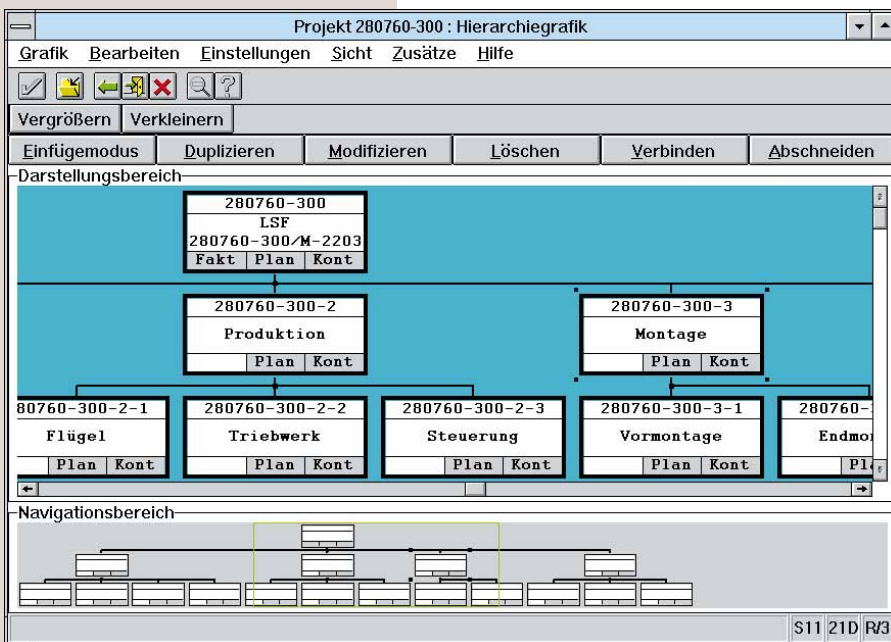 Projekt 280760-300 : Hierarchiegrafik
Grafik Bearbeiten Einstellungen Sicht Zusätze Hilfe
Vergrößern Verkleinern
Einfügemodus Duplizieren Modifizieren Löschen Verbinden Abschneiden
Darstellungsbereich
280760-300
LSF
280760-300/M-2203
Fakt Plan Kont
280760-300-2 280760-300-3
Produktion Montage
Plan Kont Plan Kont
80760-300-2-1 280760-300-2-2 280760-300-2-3 280760-300-3-1 280760-
Flügel Triebwerk Steuerung Vormontage Endmo
Plan Kont Plan Kont Plan Kont Plan Kont Pl
Navigationsbereich
S11 21D R/3